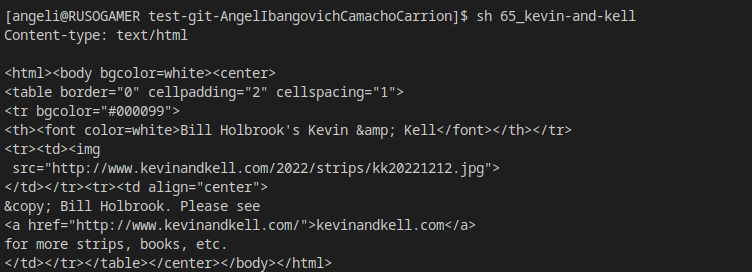 [angeli@RUSOGAMER test-git-AngelIbangovichCamachoCarrion]$ sh 65_kevin-and-kell
Content-type: text/html

<html><body bgcolor=white><center>
<table border="0" cellpadding="2" cellspacing="1">
<tr bgcolor="#000099">
<th><font color=white>Bill Holbrook's Kevin &amp; Kell</font></th></tr>
<tr><td><img
 src="http://www.kevinandkell.com/2022/strips/kk20221212.jpg">
</td></tr><tr><td align="center">
&copy; Bill Holbrook. Please see
<a href="http://www.kevinandkell.com/">kevinandkell.com</a>
for more strips, books, etc.
</td></tr></table></center></body></html>